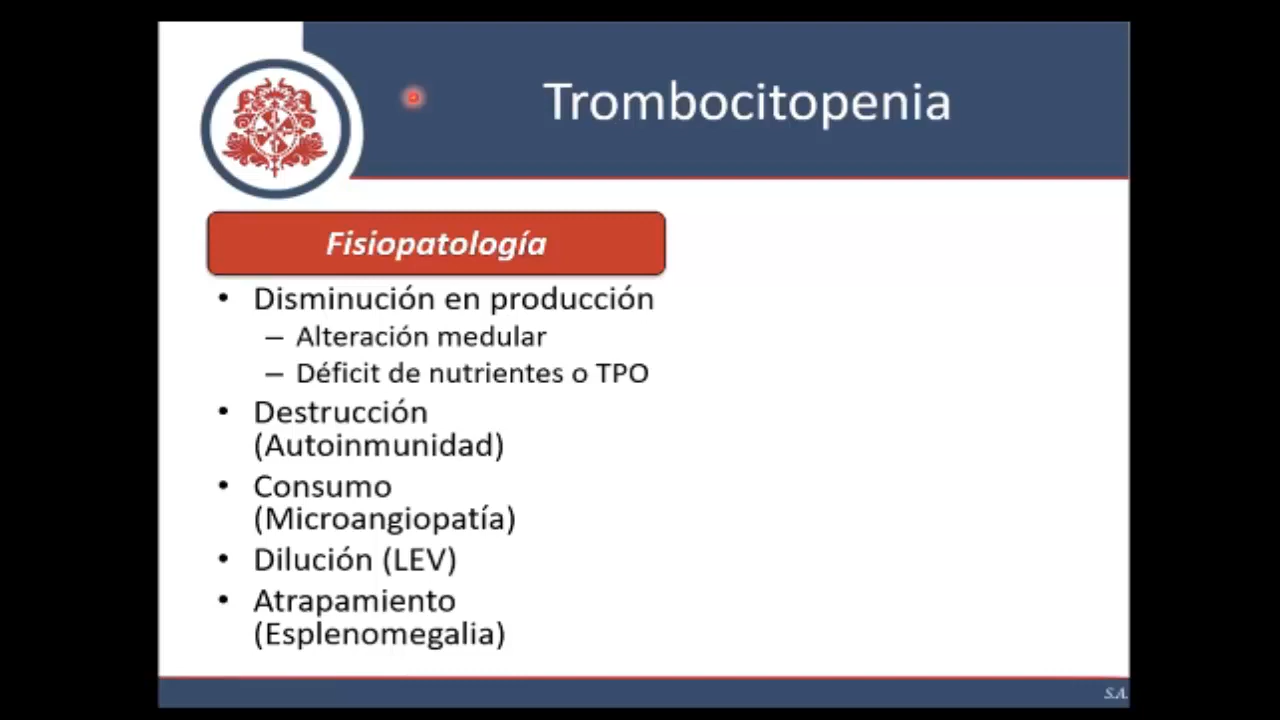 Trombocitopenia
Fisiopatología
• Disminución en producción
– Alteración medular
– Déficit de nutrientes o TPO
• Destrucción
(Autoinmunidad)
• Consumo
(Microangiopatía)
• Dilución (LEV)
• Atrapamiento
(Esplenomegalia)
S.A.